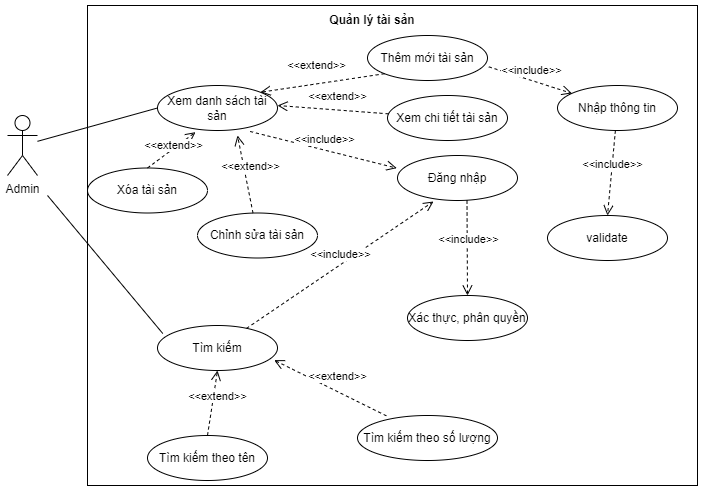 Quản lý tài sản
Thêm mới tài sản
<<extend>>
<<include>>
Xem danh sách tài
sản
<<extend>>
Nhập thông tin
Xem chi tiết tài sản
<<extend>>
<<include>>
<<extend>>
<<include>>
Admin
Xóa tài sản
Đăng nhập
Chỉnh sửa tài sản
<<include>>
<<include>>
validate
Xác thực, phân quyền
Tìm kiếm
<<extend>>
<<extend>>
Tìm kiếm theo số lượng
Tìm kiếm theo tên